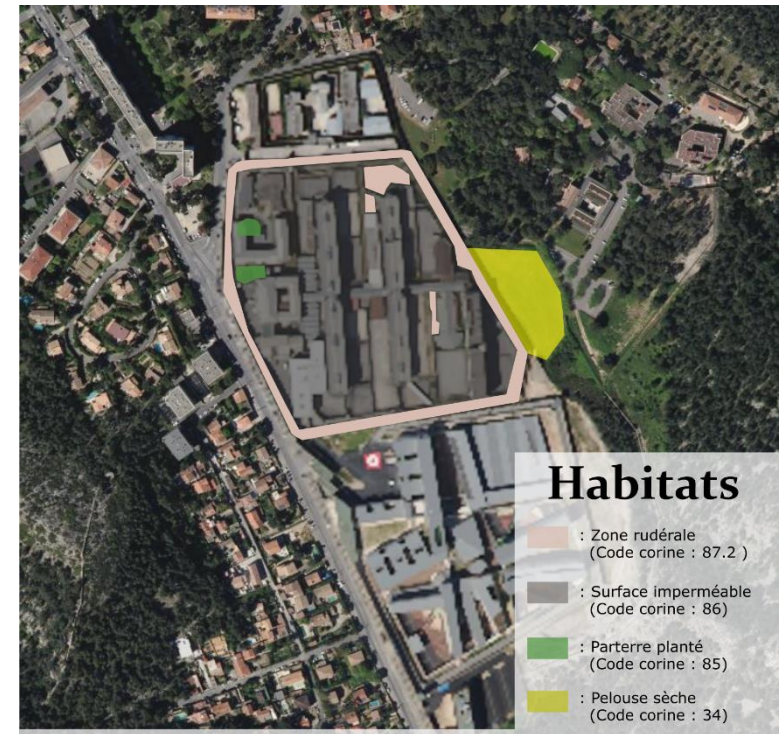 Habitats
: Zone rudérale
(Code corine : 87.2 )
: Surface imperméable
(Code corine : 86)
: Parterre planté
(Code corine : 85)
: Pelouse sèche
(Code corine : 34)